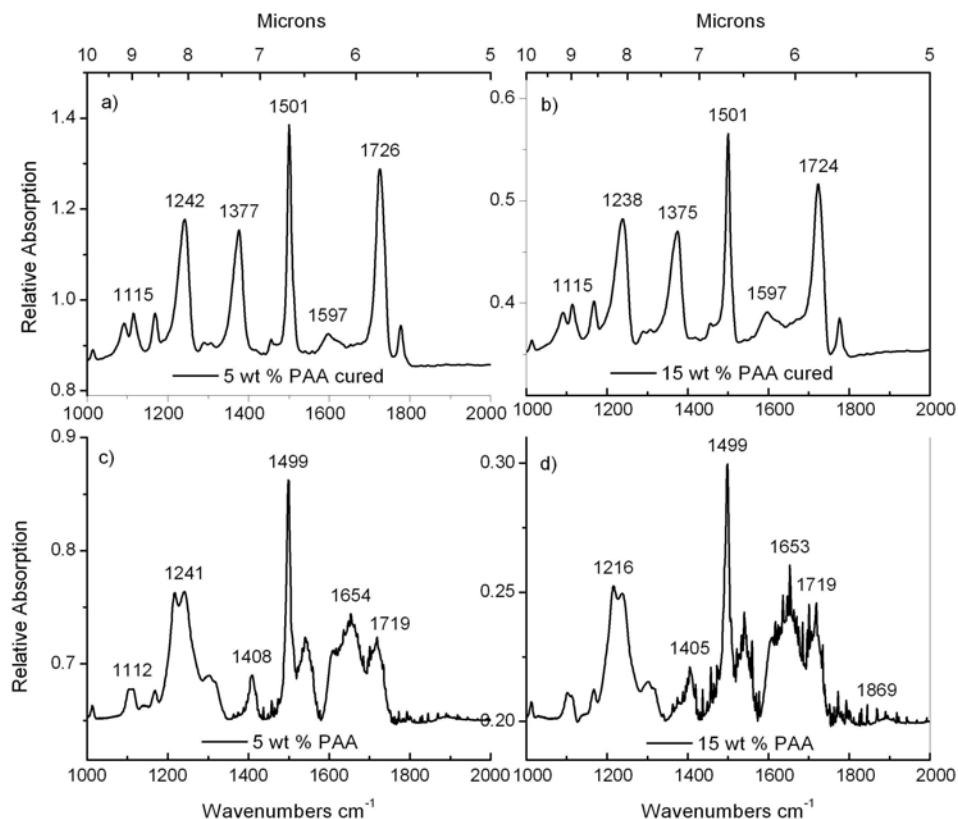 Microns
Microns
10 9 8 7 6 5
10 9 8 7 6 5
a)
1.4
1.2
1.0
0.8
Relative Absorption
1115
1242
1377
1501
1597
1726
5 wt % PAA cured
1000 1200 1400 1600 1800 2000
b)
0.6
0.5
0.4
1115
1238
1375
1501
1597
1724
15 wt % PAA cured
1000 1200 1400 1600 1800 2000
c)
0.9
0.8
0.7
Relative Absorption
1112
1241
1408
1499
1654
1719
5 wt % PAA
1000 1200 1400 1600 1800 2000
Wavenumbers cm⁻¹
d)
0.30
0.25
0.20
1216
1405
1499
1653
1719
1869
15 wt % PAA
1000 1200 1400 1600 1800 2000
Wavenumbers cm⁻¹